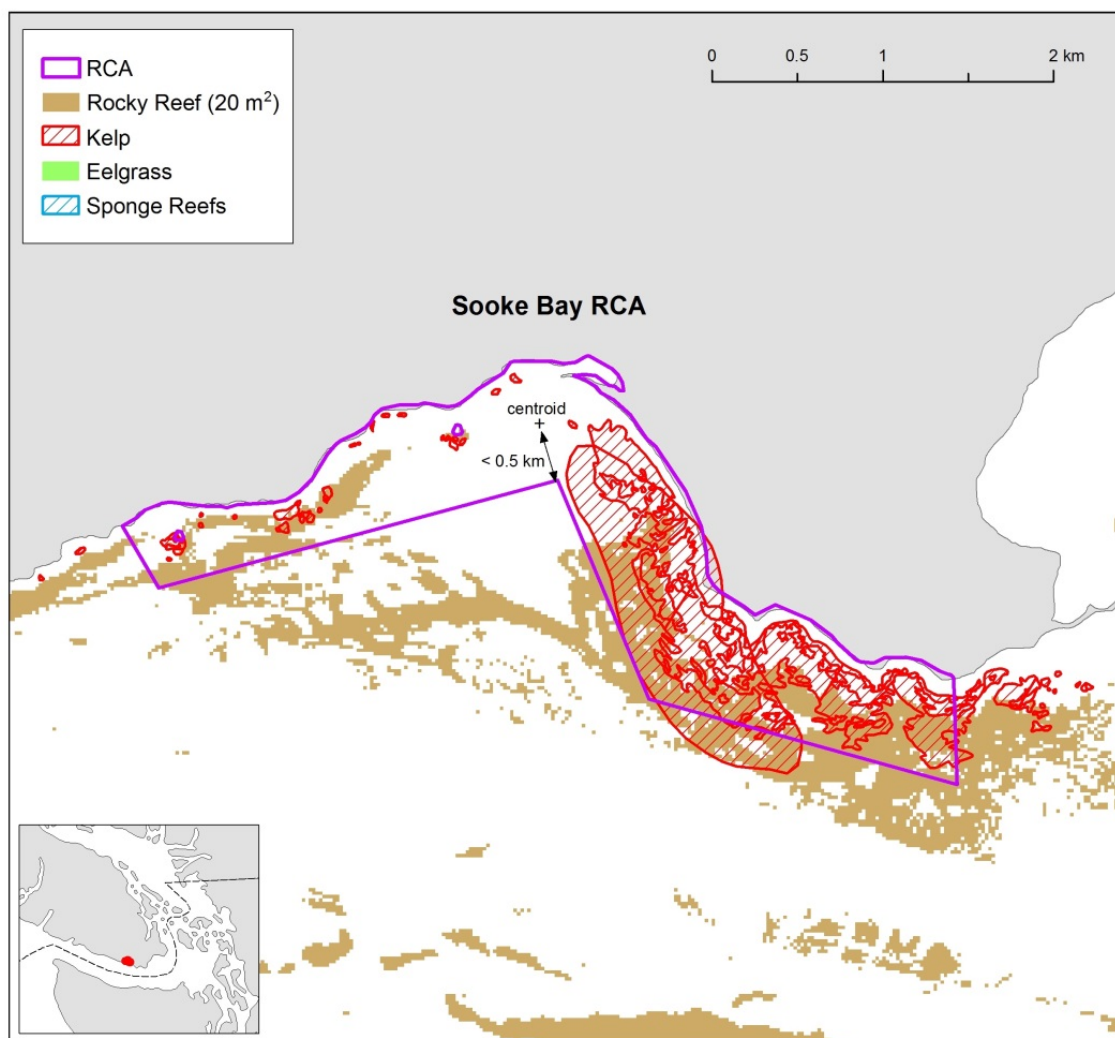 RCA
Rocky Reef (20 m²)
Kelp
Eelgrass
Sponge Reefs
0 0.5 1 2 km
Sooke Bay RCA
centroid
+
< 0.5 km